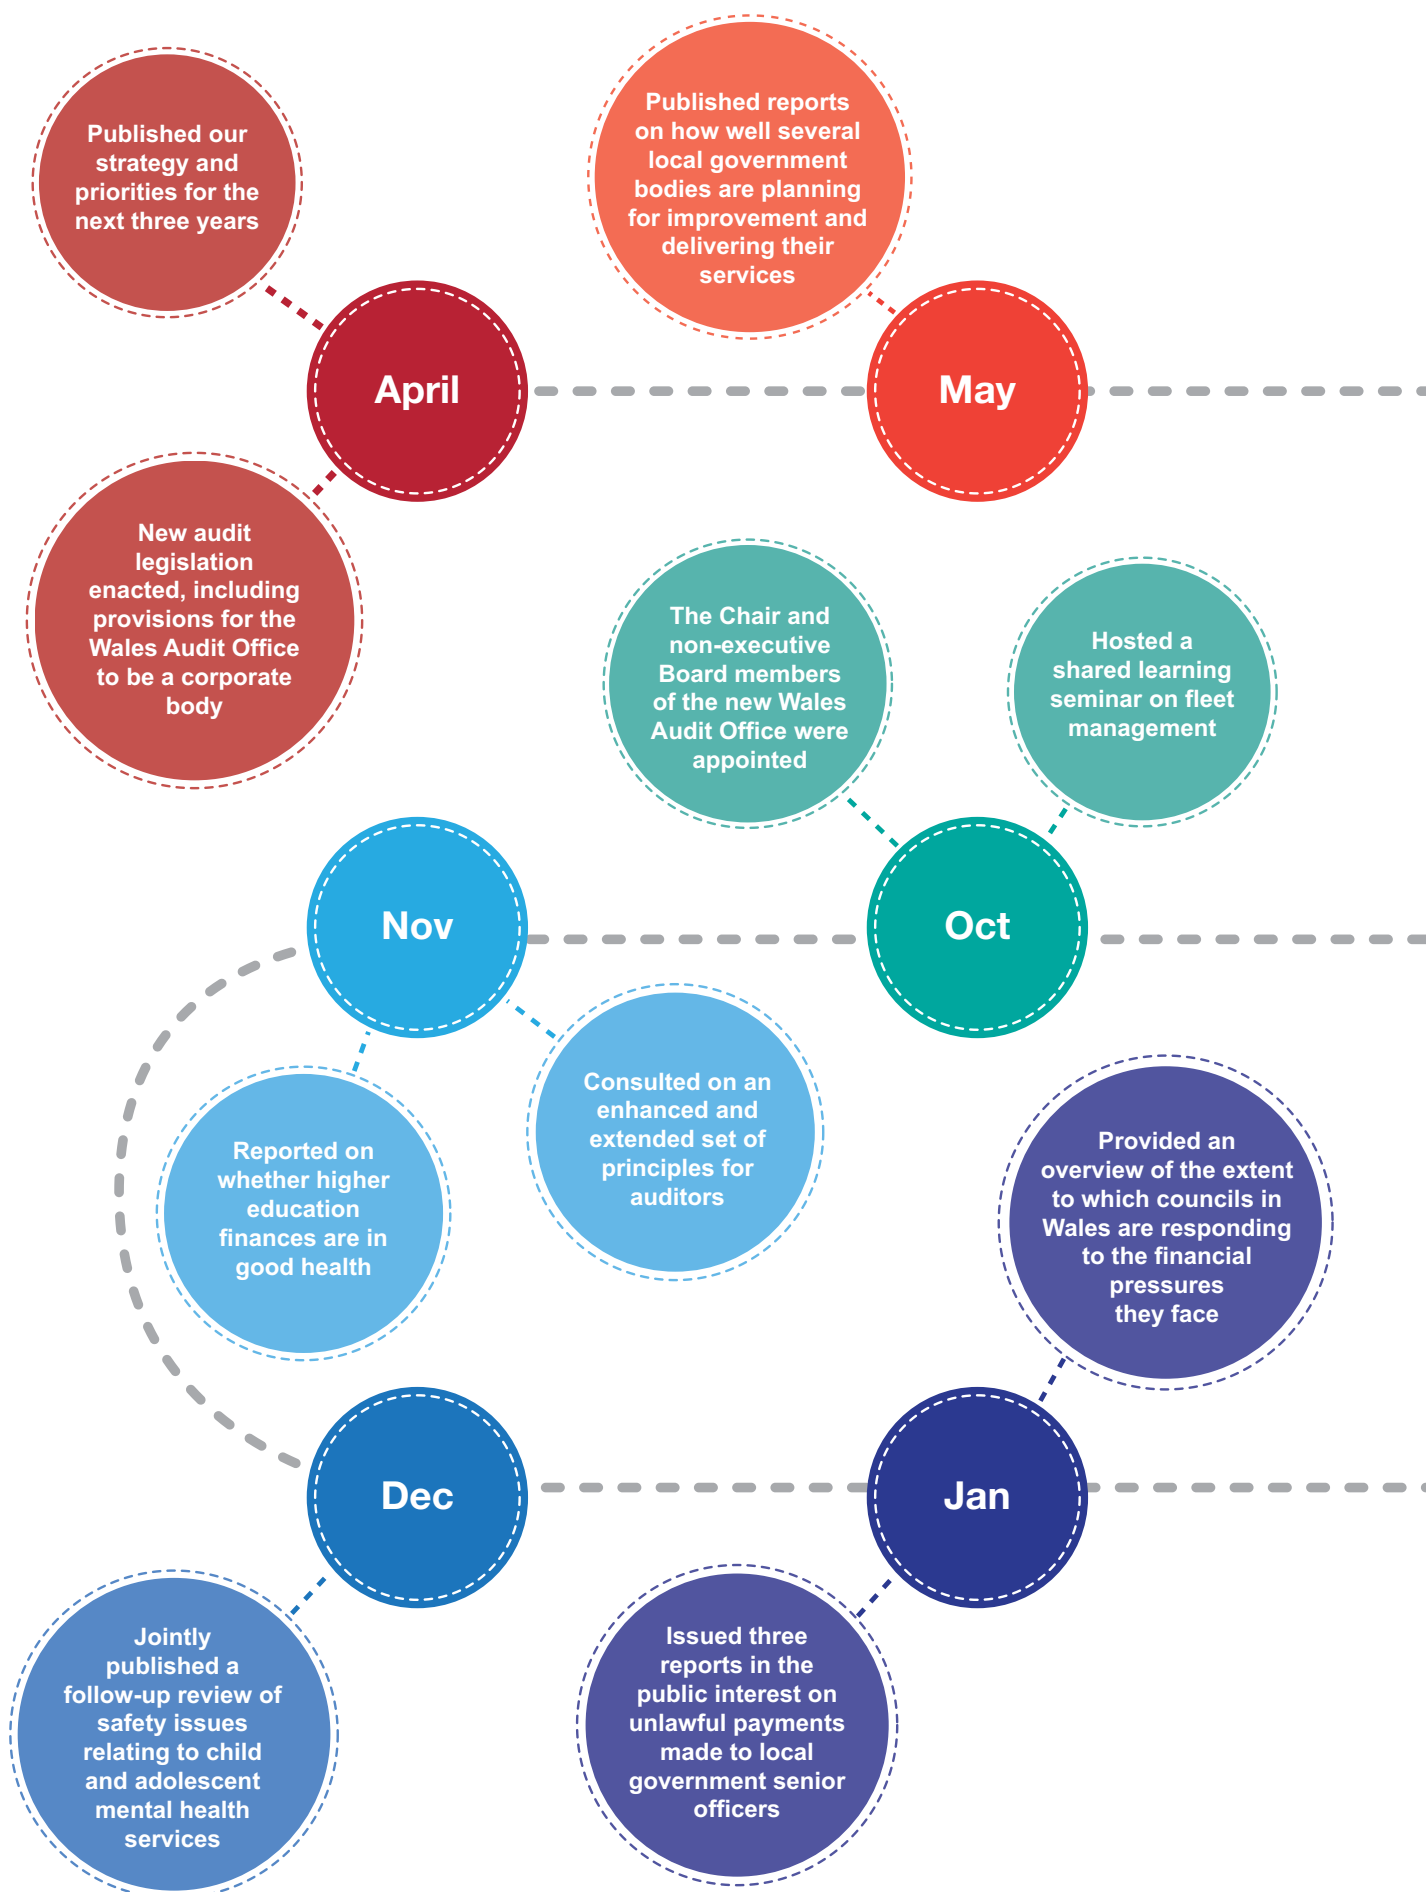 Published our
strategy and
priorities for the
next three years
April
New audit
legislation
enacted, including
provisions for the
Wales Audit Office
to be a corporate
body
Published reports
on how well several
local government
bodies are planning
for improvement and
delivering their
services
May
The Chair and
non-executive
Board members
of the new Wales
Audit Office were
appointed
Hosted a
shared learning
seminar on fleet
management
Oct
Nov
Reported on
whether higher
education
finances are in
good health
Consulted on an
enhanced and
extended set of
principles for
auditors
Dec
Jointly
published a
follow-up review of
safety issues
relating to child
and adolescent
mental health
services
Provided an
overview of the extent
to which councils in
Wales are responding
to the financial
pressures
they face
Jan
Issued three
reports in the
public interest on
unlawful payments
made to local
government senior
officers